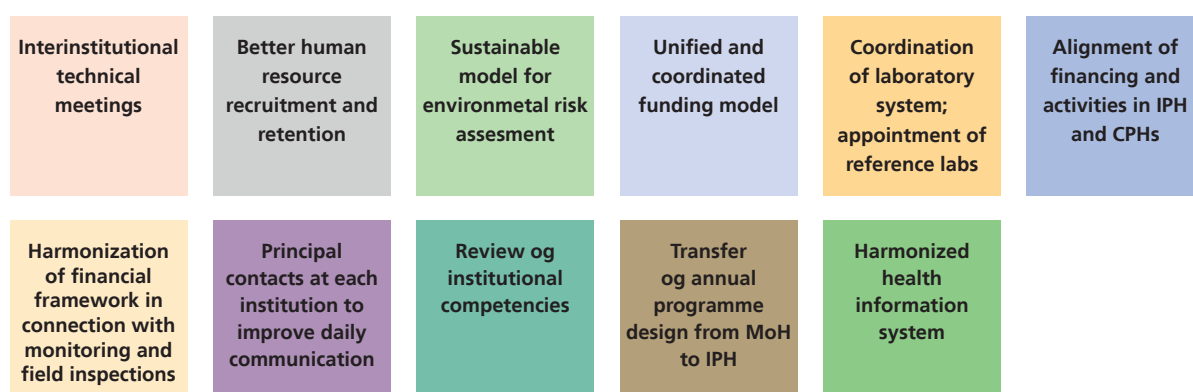 Interinstitutional
technical
meetings
Better human
resource
recruitment and
retention
Sustainable
model for
environmetal risk
assesment
Unified and
coordinated
funding model
Coordination
of laboratory
system;
appointment of
reference labs
Alignment of
financing and
activities in IPH
and CPHs
Harmonization
of financial
framework in
connection with
monitoring and
field inspections
Principal
contacts at each
institution to
improve daily
communication
Review og
institutional
competencies
Transfer
og annual
programme
design from MoH
to IPH
Harmonized
health
information
system